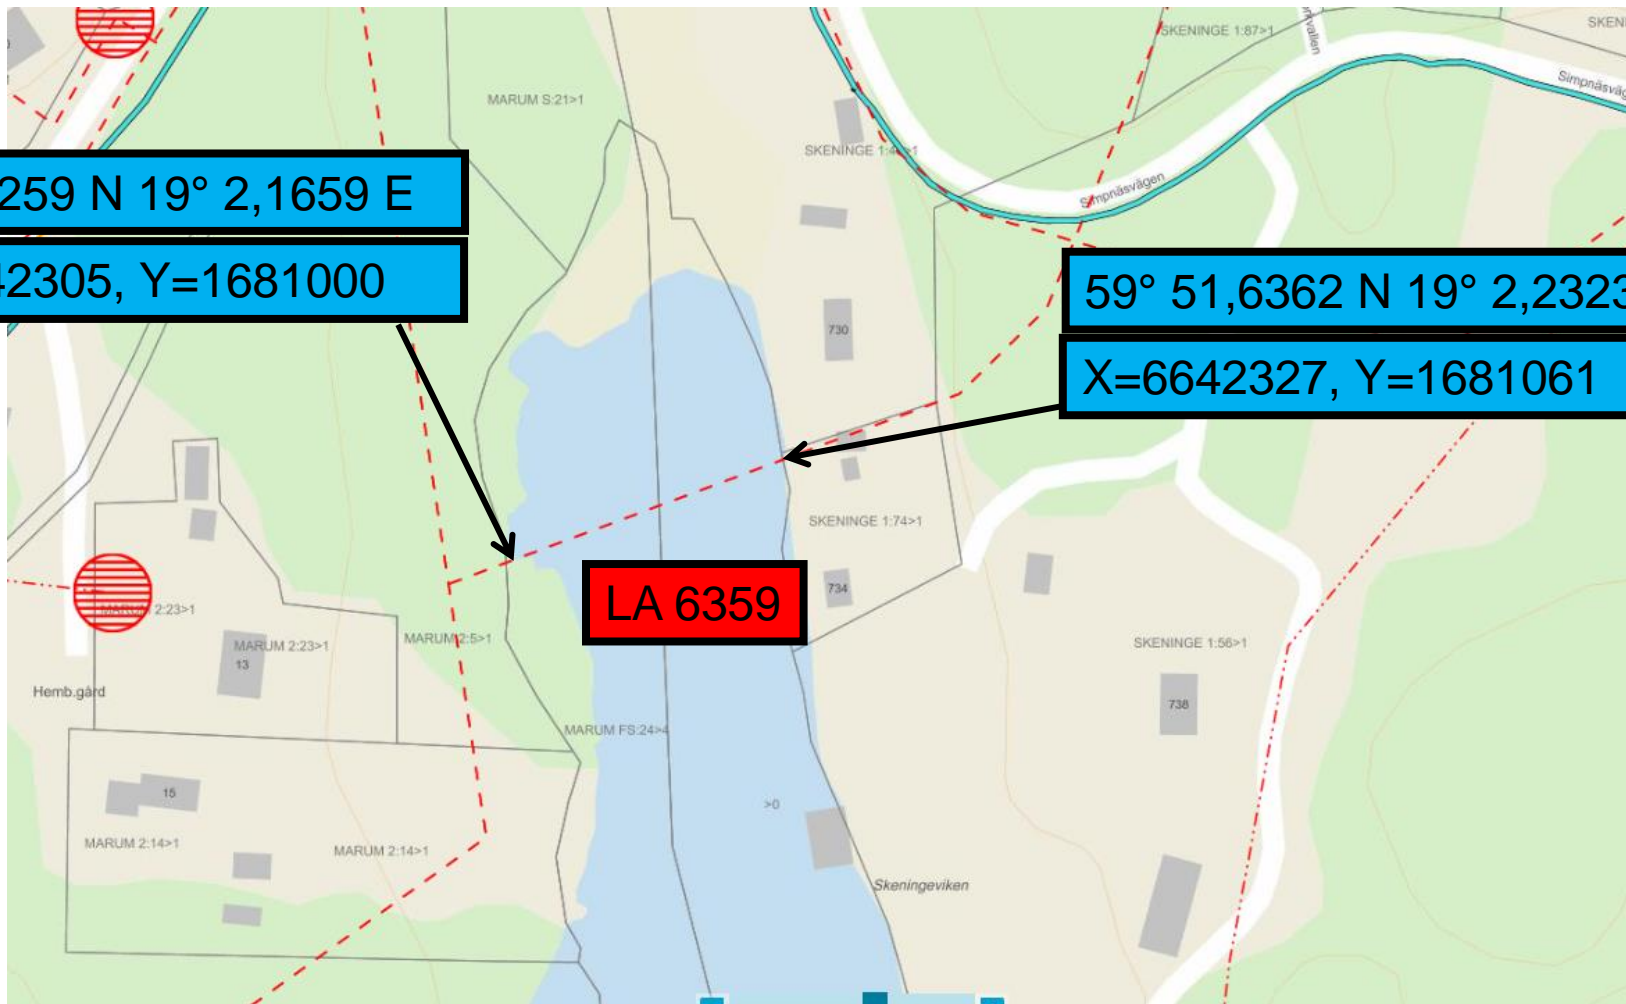 SKENINGE 1:87>1
Simpnäsvägen
MARUM S:21>1
SKENINGE 1:4
259 N 19° 2,1659 E
42305, Y=1681000
59° 51,6362 N 19° 2,2323
X=6642327, Y=1681061
730
SKENINGE 1:74>1
LA 6359
734
MARUM 2:23>1
MARUM 2:23>1
13
MARUM 2:5>1
SKENINGE 1:56>1
Hemb.gård
738
MARUM FS:24>4
15
>0
MARUM 2:14>1
MARUM 2:14>1
Skeningeviken